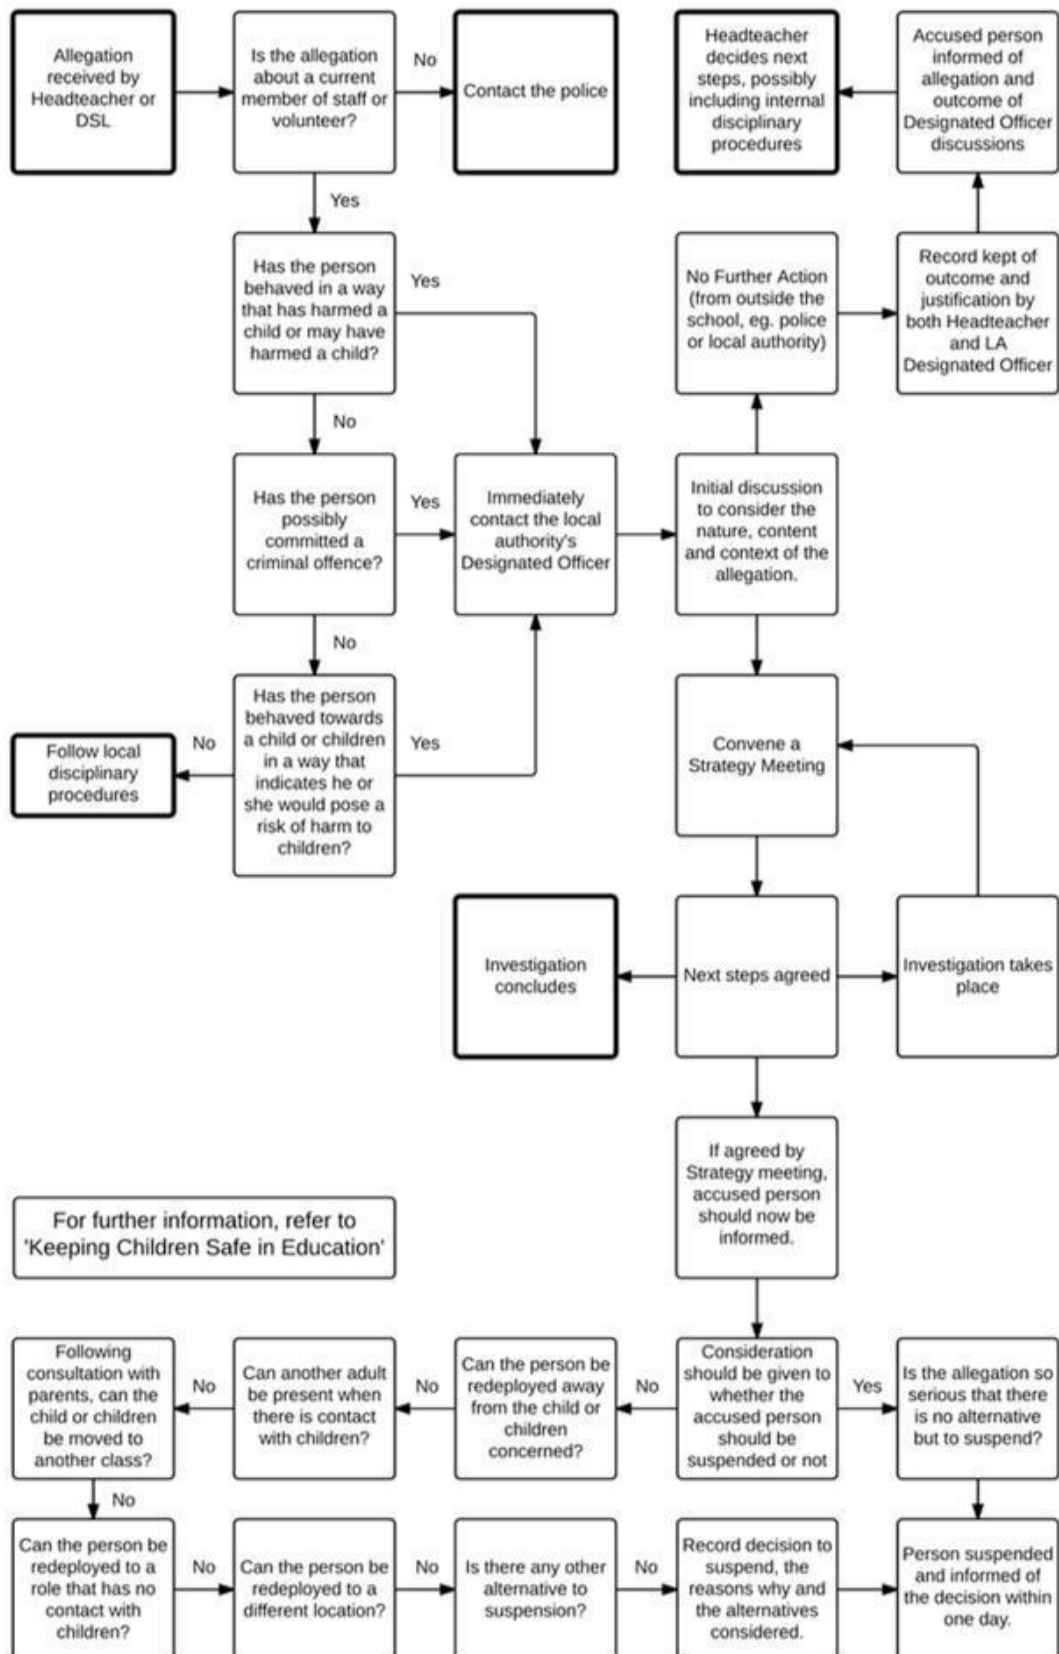 Allegation
received by
Headteacher or
DSL
Is the allegation
about a current
member of staff or
volunteer?
No
Contact the police
Headteacher
decides next
steps, possibly
including internal
disciplinary
procedures
Accused person
informed of
allegation and
outcome of
Designated Officer
discussions
Yes
Has the person
behaved in a way
that has harmed a
child or may have
harmed a child?
Yes
No Further Action
(from outside the
school, eg. police
or local authority)
Record kept of
outcome and
justification by
both Headteacher
and LA
Designated Officer
No
Has the person
possibly
committed a
criminal offence?
Yes
Immediately
contact the local
authority's
Designated Officer
Initial discussion
to consider the
nature, content
and context of the
allegation.
No
Has the person
behaved towards
a child or children
in a way that
indicates he or
she would pose a
risk of harm to
children?
No
Follow local
disciplinary
procedures
Yes
Convene a
Strategy Meeting
Investigation
concludes
Next steps agreed
Investigation takes
place
If agreed by
Strategy meeting,
accused person
should now be
informed.
For further information, refer to
'Keeping Children Safe in Education'
Following
consultation with
parents, can the
child or children
be moved to
another class?
No
Can another adult
be present when
there is contact
with children?
No
Can the person be
redeployed away
from the child or
children
concerned?
No
Consideration
should be given to
whether the
accused person
should be
suspended or not
Yes
Is the allegation so
serious that there
is no alternative
but to suspend?
No
Can the person be
redeployed to a
role that has no
contact with
children?
No
Can the person be
redeployed to a
different location?
No
Is there any other
alternative to
suspension?
No
Record decision to
suspend, the
reasons why and
the alternatives
considered.
Person suspended
and informed of
the decision within
one day.